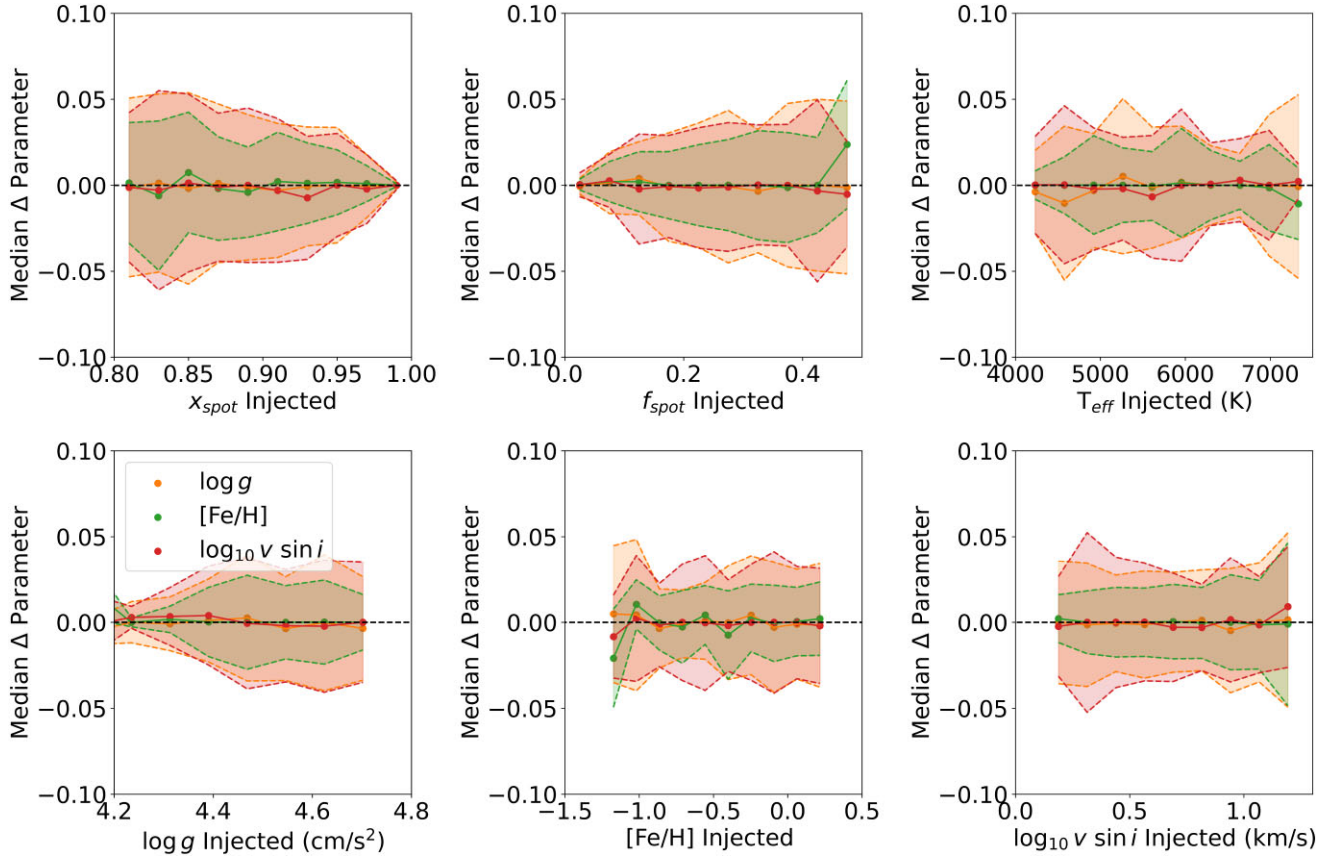 0.10
0.05
0.00
−0.05
−0.10
Median Δ Parameter
0.80 0.85 0.90 0.95 1.00
x_spot Injected
0.10
0.05
0.00
−0.05
−0.10
Median Δ Parameter
0.0 0.2 0.4
f_spot Injected
0.10
0.05
0.00
−0.05
−0.10
Median Δ Parameter
4000 5000 6000 7000
T_eff Injected (K)
0.10
0.05
0.00
−0.05
−0.10
Median Δ Parameter
log g
[Fe/H]
log₁₀ v sin i
4.2 4.4 4.6 4.8
log g Injected (cm/s²)
0.10
0.05
0.00
−0.05
−0.10
Median Δ Parameter
−1.5 −1.0 −0.5 0.0 0.5
[Fe/H] Injected
0.10
0.05
0.00
−0.05
−0.10
Median Δ Parameter
0.0 0.5 1.0
log₁₀ v sin i Injected (km/s)